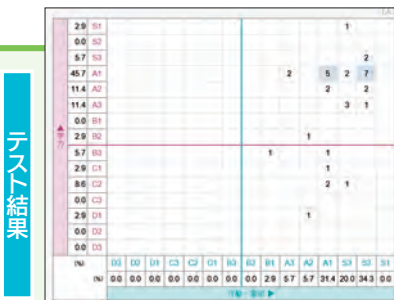 テスト結果
2.9 S1 1
0.0 S2
5.7 S3 2
45.7 A1 2 5 2 7
11.4 A2 2 2
11.4 A3 3 1
0.0 B1
2.9 B2 1
5.7 B3 1 1
2.9 C1 1
8.6 C2 2 1
0.0 C3
2.9 D1 1
0.0 D2
0.0 D3
(%) D3 D2 D1 C3 C2 C1 B3 B2 B1 A3 A2 A1 S3 S1
(%) 0.0 0.0 0.0 0.0 0.0 0.0 0.0 0.0 2.9 5.7 5.7 31.4 20.0 34.3 0.0